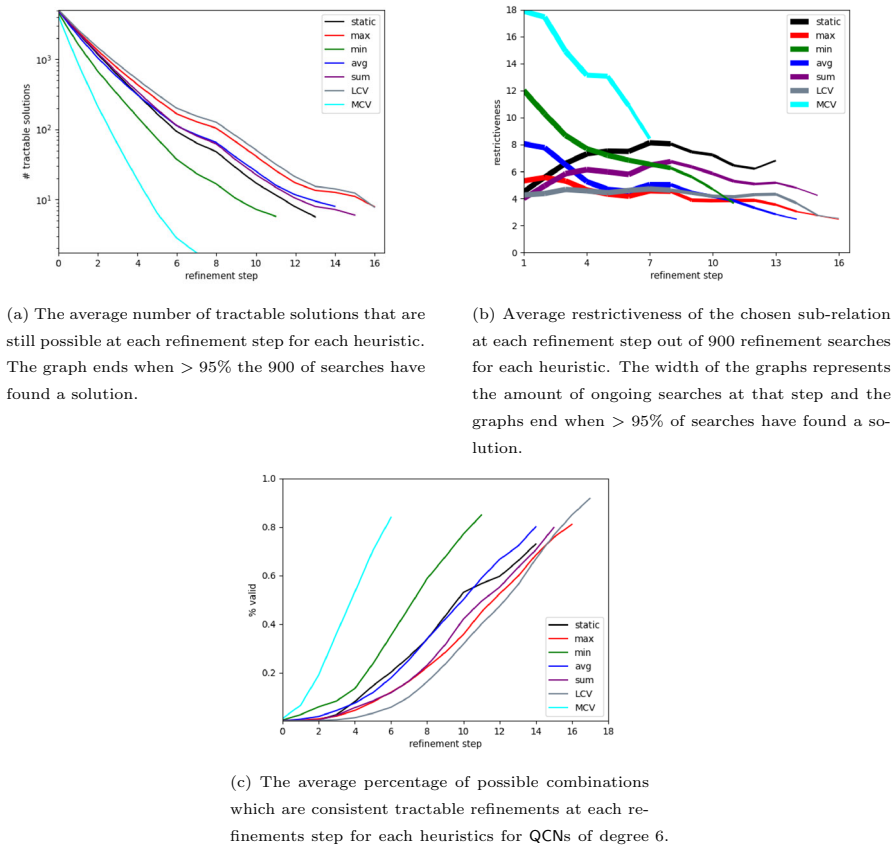 10³
10²
10¹
# tractable solutions
0 2 4 6 8 10 12 14 16
refinement step
static
max
min
avg
sum
LCV
MCV
18
16
14
12
10
8
6
4
2
0
restrictiveness
1 4 7 10 13 16
refinement step
static
max
min
avg
sum
LCV
MCV
(a) The average number of tractable solutions that are
still possible at each refinement step for each heuristic.
The graph ends when > 95% the 900 of searches have
found a solution.
(b) Average restrictiveness of the chosen sub-relation
at each refinement step out of 900 refinement searches
for each heuristic. The width of the graphs represents
the amount of ongoing searches at that step and the
graphs end when > 95% of searches have found a so-
lution.
1.0
0.8
0.6
0.4
0.2
% valid
0 2 4 6 8 10 12 14 16 18
refinement step
static
max
min
avg
sum
LCV
MCV
(c) The average percentage of possible combinations
which are consistent tractable refinements at each re-
finements step for each heuristics for QCNs of degree 6.